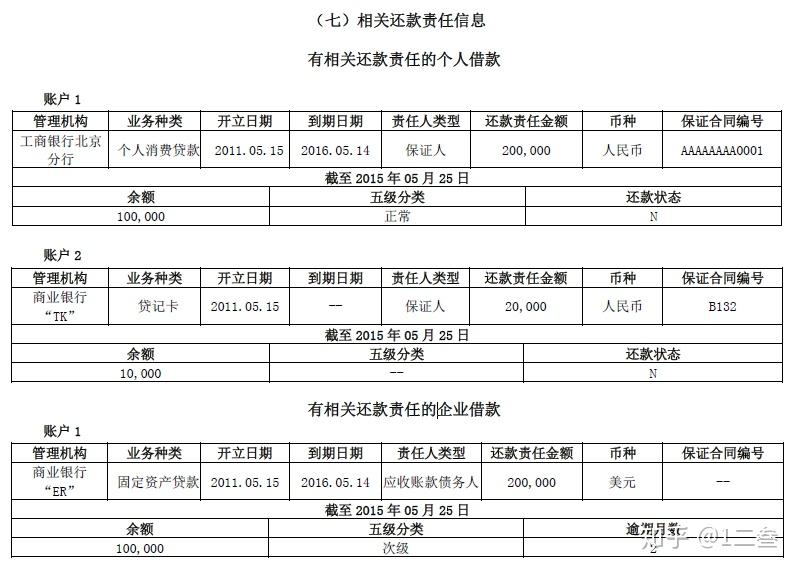 （七）相关还款责任信息
有相关还款责任的个人借款
账户 1
管理机构 业务种类 开立日期 到期日期 责任人类型 还款责任金额 币种 保证合同编号
工商银行北京分行 个人消费贷款 2011.05.15 2016.05.14 保证人 200,000 人民币 AAAAAAAA0001
截至 2015 年 05 月 25 日
余额 五级分类 还款状态
100,000 正常 N
账户 2
管理机构 业务种类 开立日期 到期日期 责任人类型 还款责任金额 币种 保证合同编号
商业银行“TK” 贷记卡 2011.05.15 -- 保证人 20,000 人民币 B132
截至 2015 年 05 月 25 日
余额 五级分类 还款状态
10,000 -- N
有相关还款责任的企业借款
账户 1
管理机构 业务种类 开立日期 到期日期 责任人类型 还款责任金额 币种 保证合同编号
商业银行“ER” 固定资产贷款 2011.05.15 2016.05.14 应收账款债务人 200,000 美元 --
截至 2015 年 05 月 25 日
余额 五级分类 逾期月数
100,000 次级 2
知乎 @1二叁